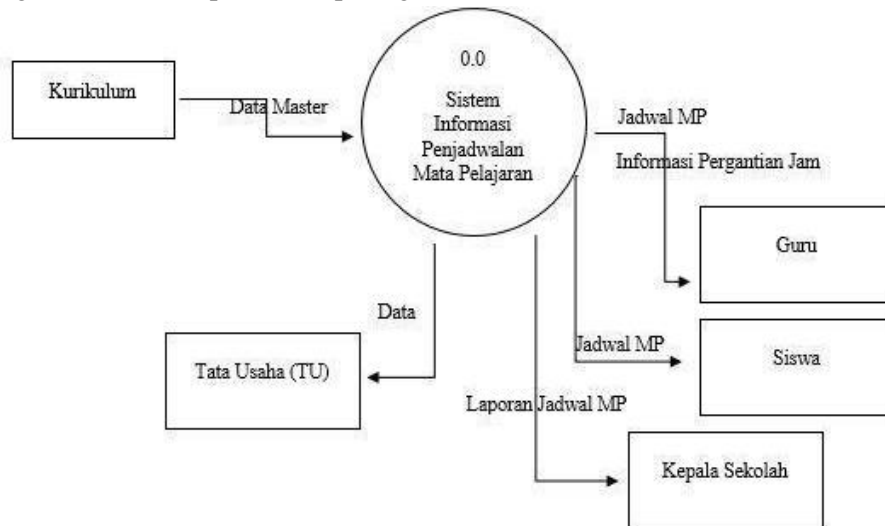 0.0
Sistem
Informasi
Penjadwalan
Mata Pelajaran
Kurikulum
Data Master
Jadwal MP
Informasi Pergantian Jam
Guru
Data
Jadwal MP
Siswa
Tata Usaha (TU)
Laporan Jadwal MP
Kepala Sekolah